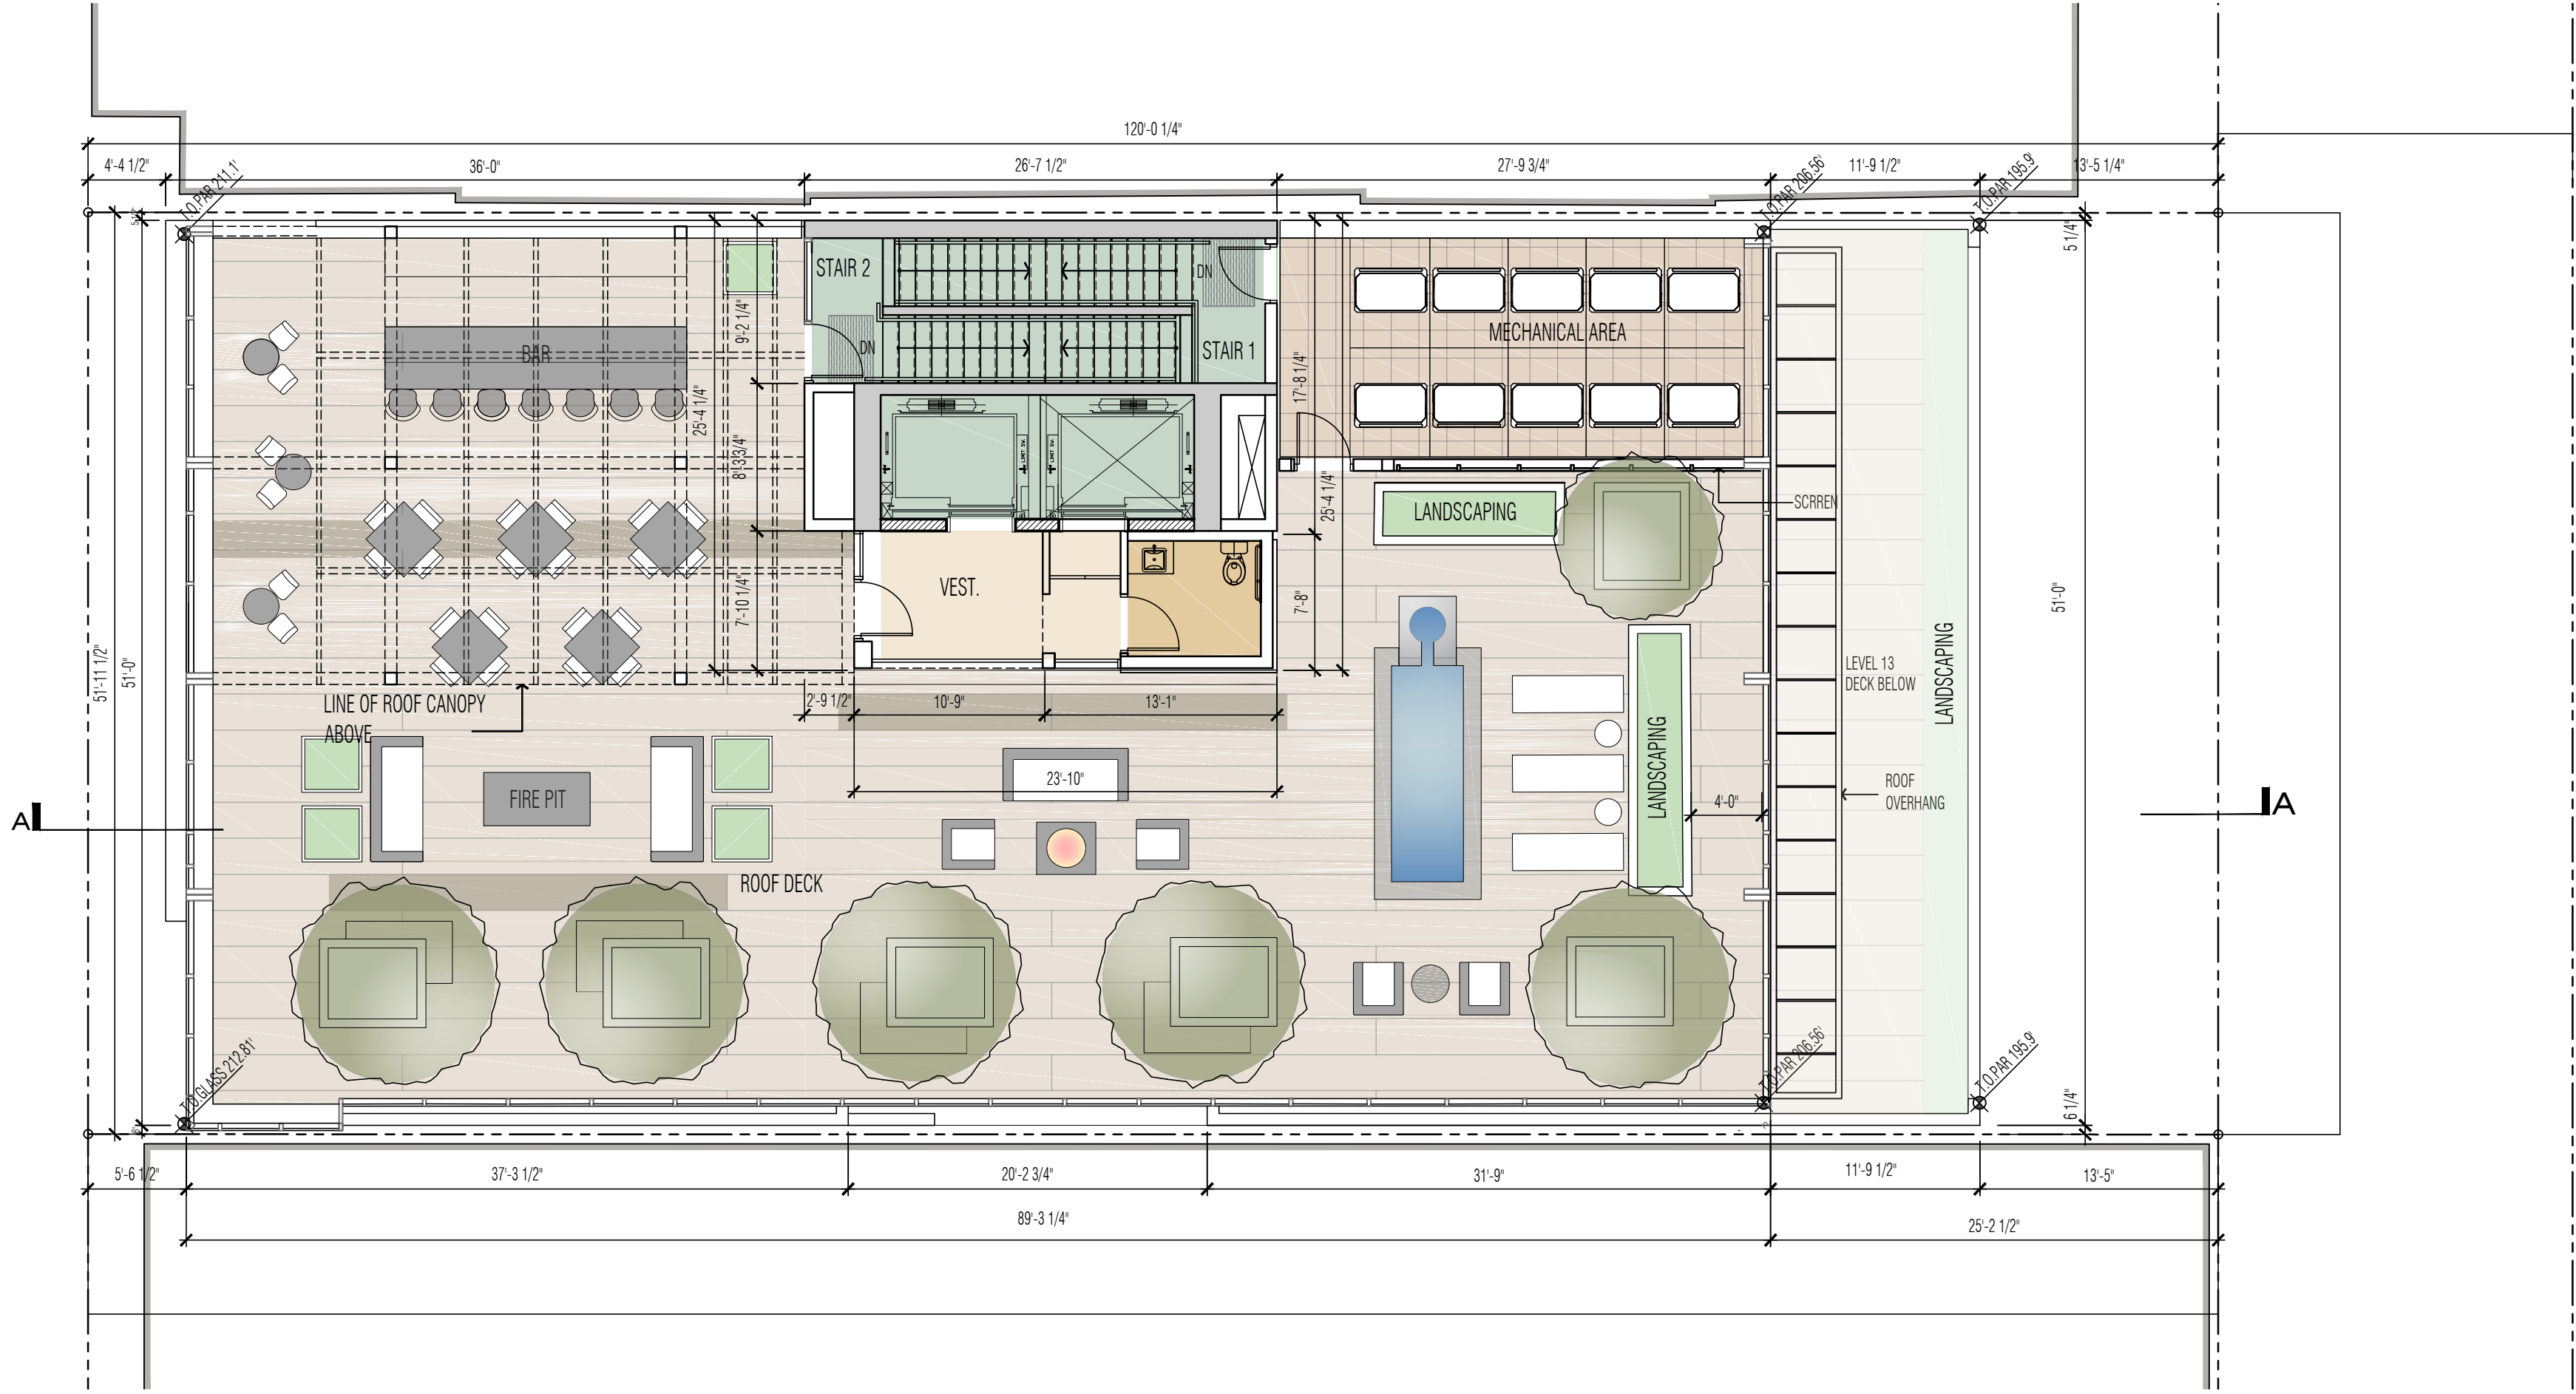 120'-0 1/4"
4'-4 1/2"
36'-0"
26'-7 1/2"
27'-9 3/4"
11'-9 1/2"
13'-5 1/4"
T.O.PAR 211.1'
T.O.PAR 206.56'
T.O.PAR 195.9'
5 1/4"
STAIR 2
DN
DN
STAIR 1
MECHANICAL AREA
BAR
9'-2 1/4"
25'-4 1/4"
8'-3 3/4"
7'-10 1/4"
17'-8 1/4"
25'-4 1/4"
7'-8"
LIMIT SW.
LIMIT SW.
LANDSCAPING
SCRREN
VEST.
51'-11 1/2"
51'-0"
51'-0"
LEVEL 13
DECK BELOW
LANDSCAPING
LINE OF ROOF CANOPY
ABOVE
2'-9 1/2"
10'-9"
13'-1"
23'-10"
FIRE PIT
LANDSCAPING
4'-0"
ROOF
OVERHANG
A
A
ROOF DECK
T.O.GLASS 212.81'
T.O.PAR 206.56'
T.O.PAR 195.9'
6 1/4"
5'-6 1/2"
37'-3 1/2"
20'-2 3/4"
31'-9"
11'-9 1/2"
13'-5"
89'-3 1/4"
25'-2 1/2"